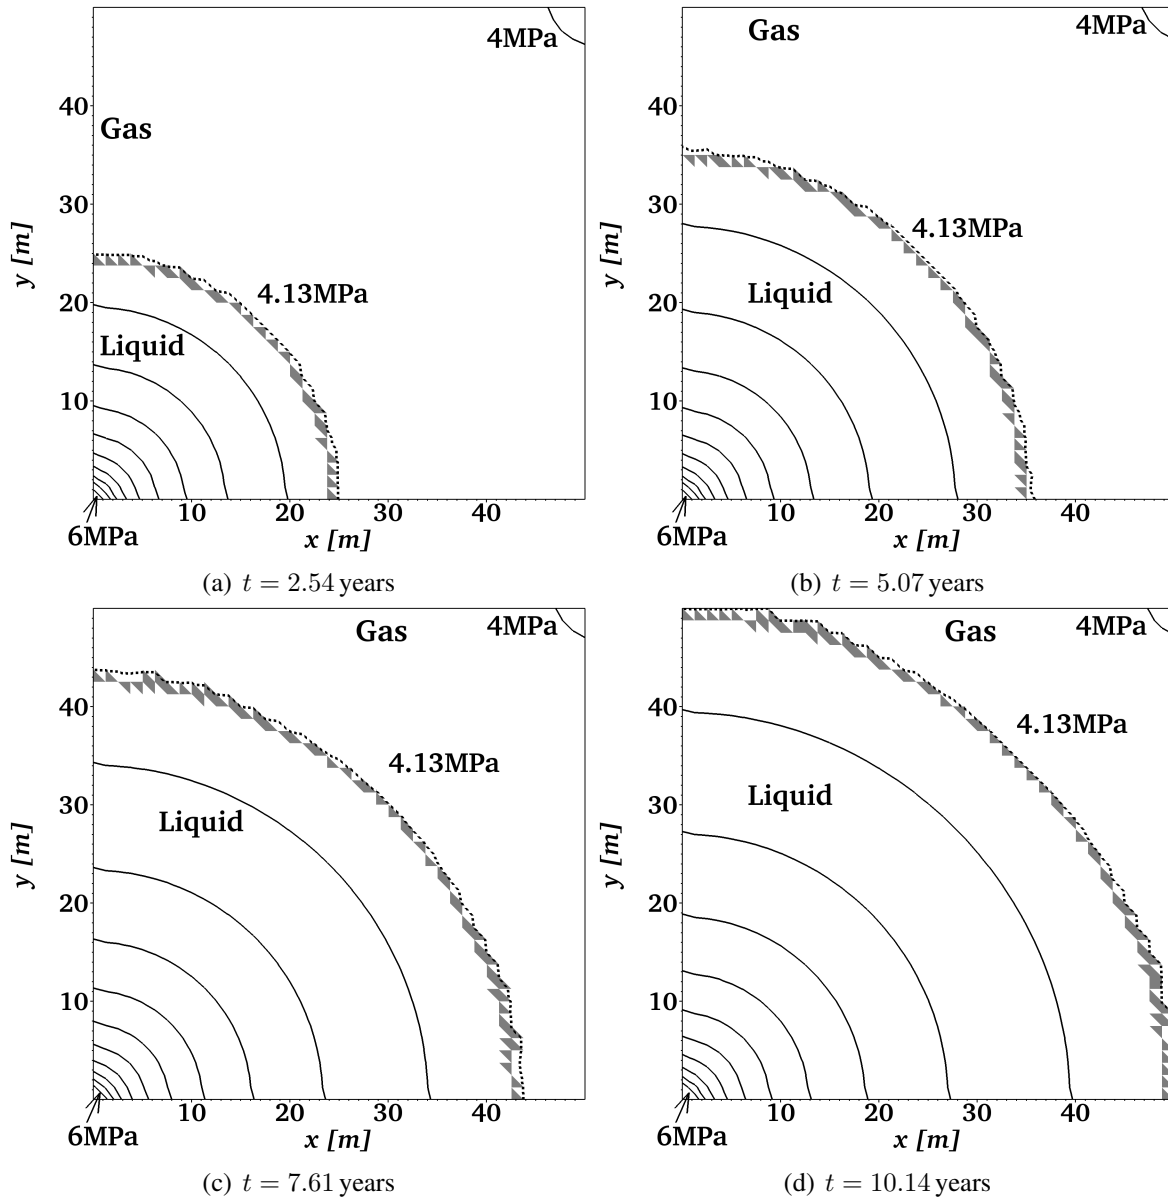 4MPa
40
Gas
30
y [m]
4.13MPa
20
Liquid
10
10
20
30
40
6MPa
x [m]
(a) t = 2.54 years
Gas
4MPa
40
30
4.13MPa
y [m]
Liquid
20
10
10
20
30
40
6MPa
x [m]
(b) t = 5.07 years
Gas
4MPa
40
4.13MPa
30
Liquid
y [m]
20
10
10
20
30
40
6MPa
x [m]
(c) t = 7.61 years
Gas
4MPa
40
4.13MPa
30
Liquid
y [m]
20
10
10
20
30
40
6MPa
x [m]
(d) t = 10.14 years